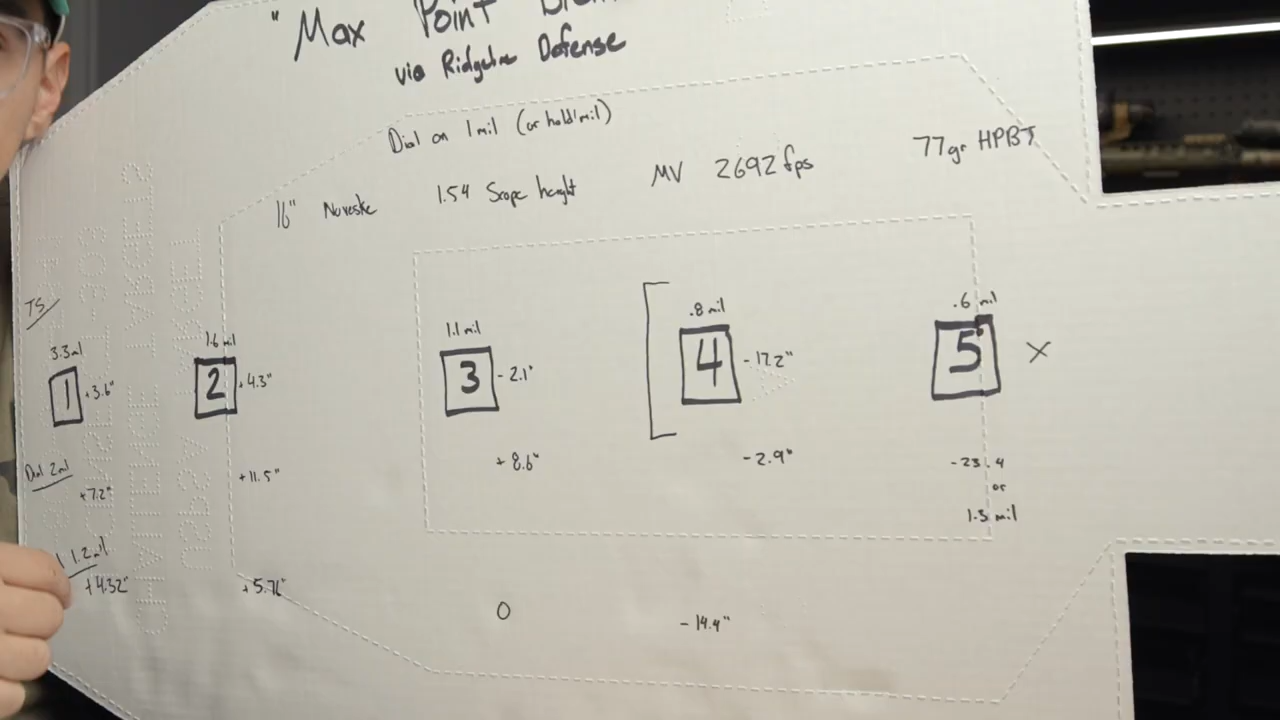 "Max Point
via Ridgeline Defense
Dial on 1 mil (or hold 1 mil)
16" Noveske 1.54 Scope height MV 2692 fps 77gr HPBT
TS
3.3 mil 1.6 mil 1.1 mil .8 mil .6 mil
1 +3.6" 2 +4.3" 3 -2.1" 4 -17.2" 5 X
Dial 2 mil
+7.2" +11.5" +8.6" -2.9" -23.4
or
1.3 mil
1.2 mil
+4.32" +5.76" 0 -14.4"